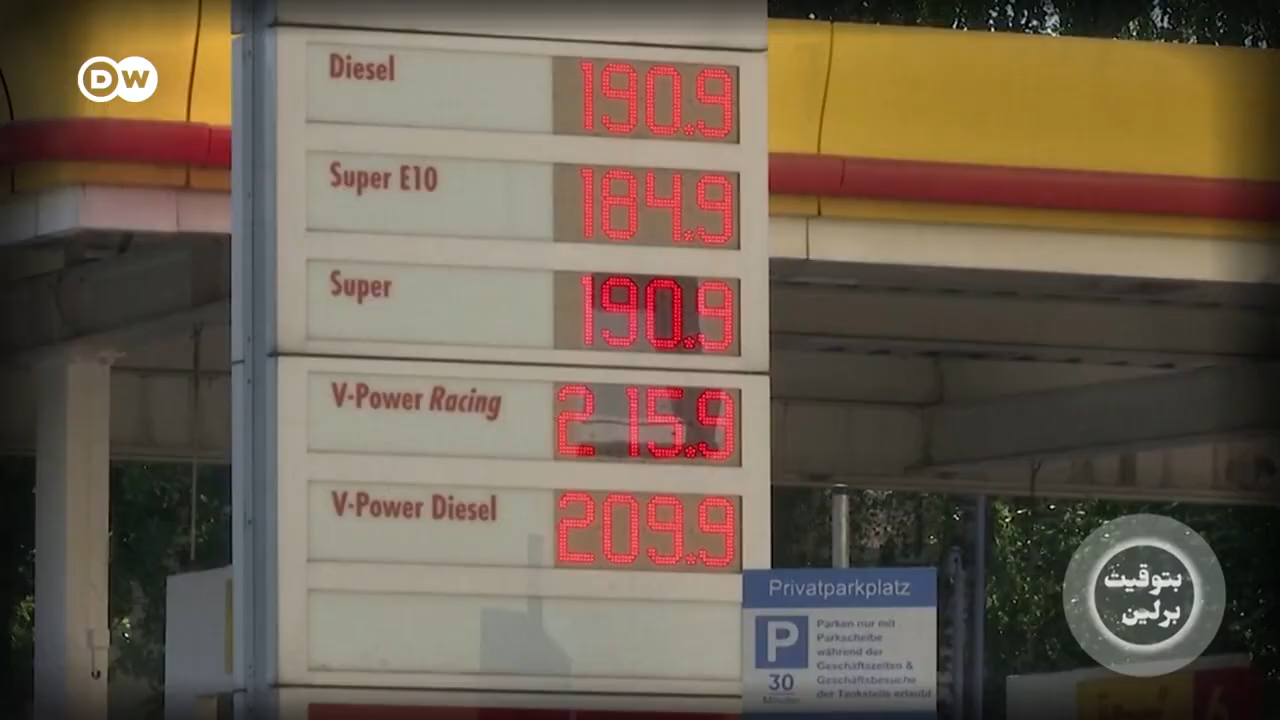 DW
Diesel 190.9
Super E10 184.9
Super 190.9
V-Power Racing 215.9
V-Power Diesel 209.9
Privatparkplatz
P
30
Minuten
Parken nur mit
Parkscheibe
während der
Geschäftszeiten &
Geschäftsbesuche
der Tankstelle erlaubt
بتوقيت
برلين